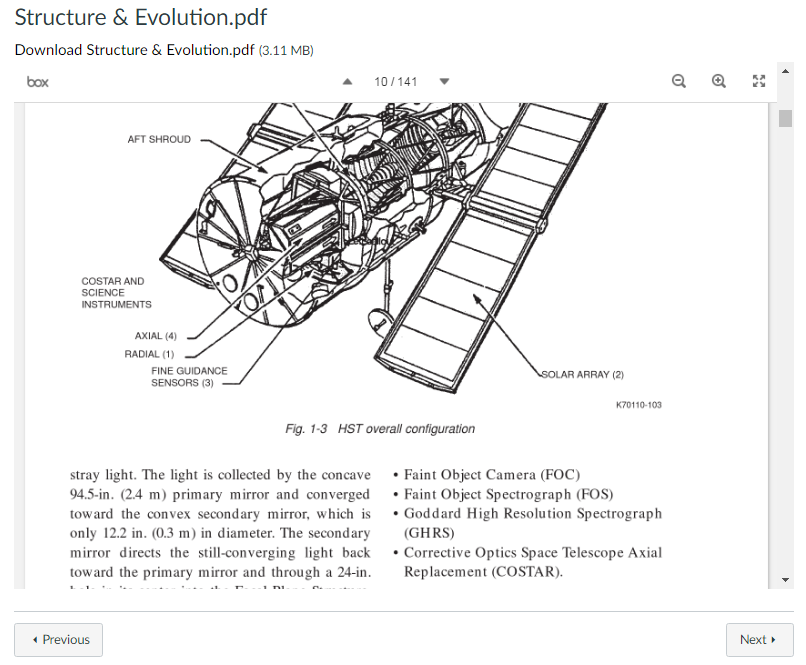 Structure & Evolution.pdf
Download Structure & Evolution.pdf (3.11 MB)
box
10 / 141
AFT SHROUD
COSTAR AND
SCIENCE
INSTRUMENTS
AXIAL (4)
RADIAL (1)
FINE GUIDANCE
SENSORS (3)
SOLAR ARRAY (2)
K70110-103
Fig. 1-3 HST overall configuration
stray light. The light is collected by the concave
94.5-in. (2.4 m) primary mirror and converged
toward the convex secondary mirror, which is
only 12.2 in. (0.3 m) in diameter. The secondary
mirror directs the still-converging light back
toward the primary mirror and through a 24-in.
• Faint Object Camera (FOC)
• Faint Object Spectrograph (FOS)
• Goddard High Resolution Spectrograph
(GHRS)
• Corrective Optics Space Telescope Axial
Replacement (COSTAR).
Previous
Next